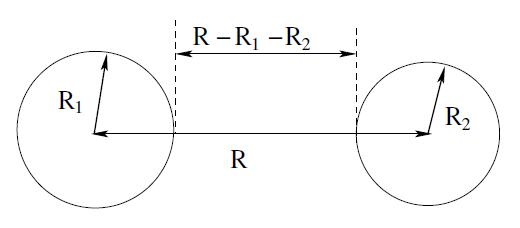 R – R₁ – R₂
R₁
R₂
R